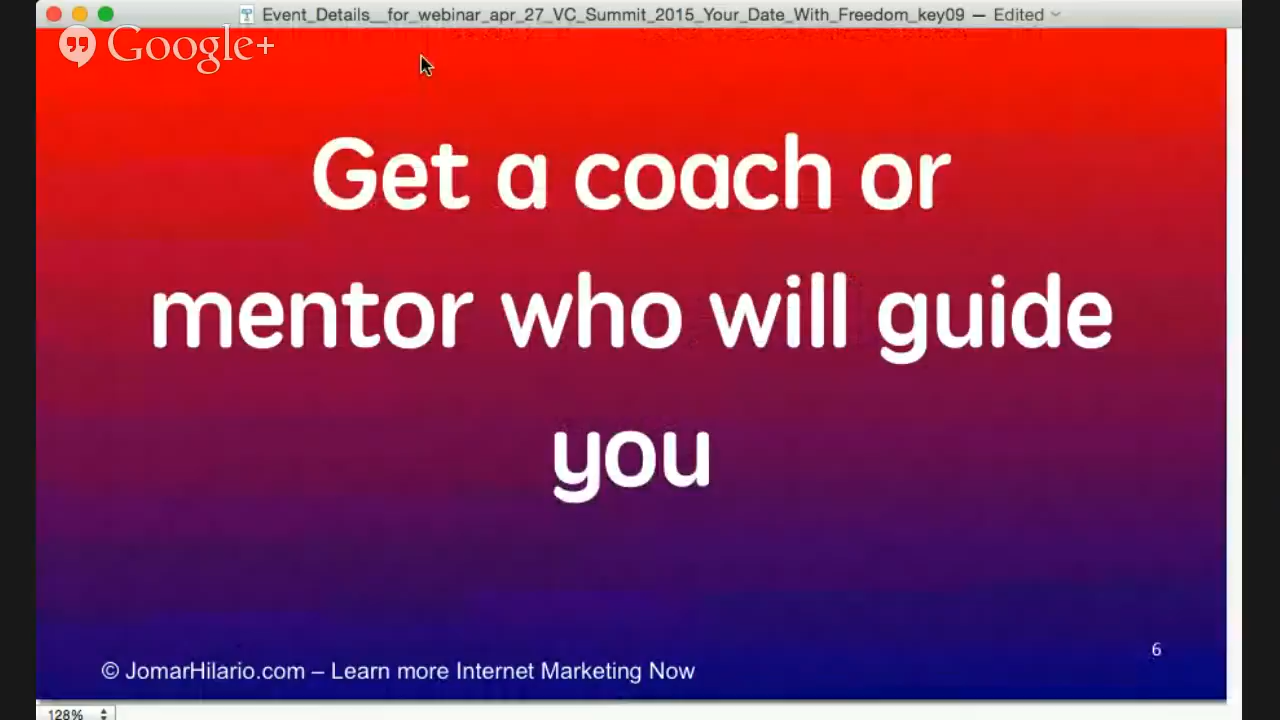 Event_Details__for_webinar_apr_27_VC_Summit_2015_Your_Date_With_Freedom_key09 — Edited
Google+
Get a coach or
mentor who will guide
you
6
© JomarHilario.com – Learn more Internet Marketing Now
128%